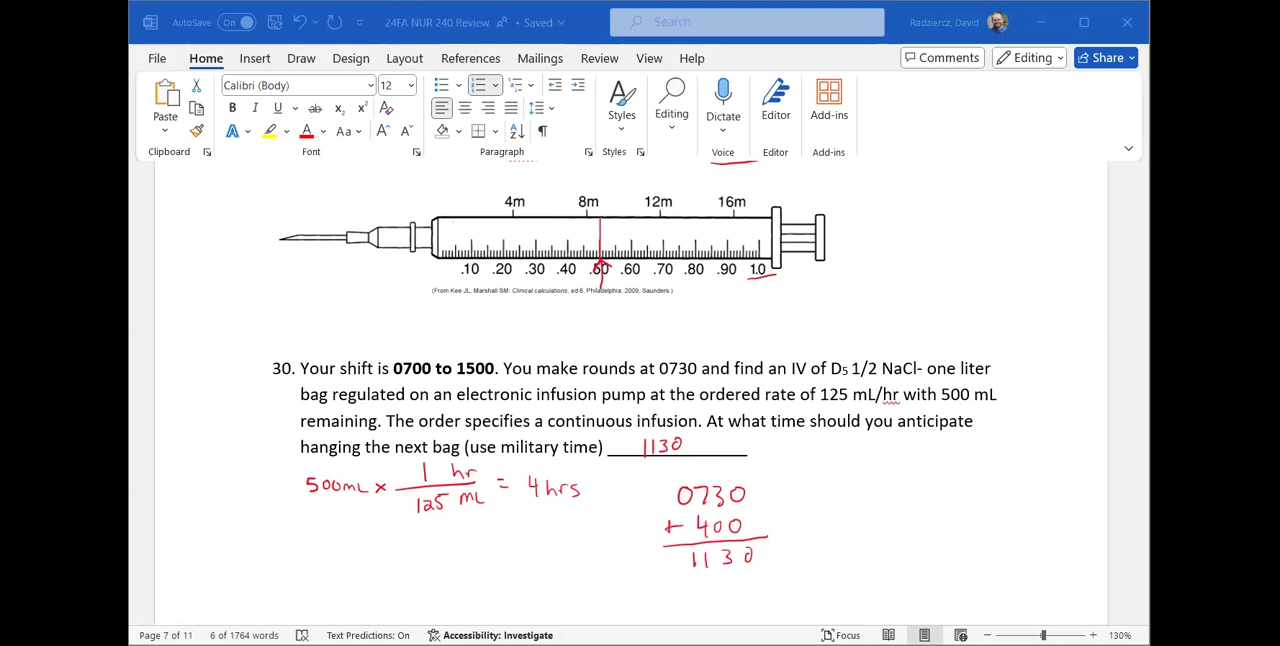 AutoSave On 24FA NUR 240 Review • Saved Search Radziercz, David
File Home Insert Draw Design Layout References Mailings Review View Help Comments Editing Share
Calibri (Body) 12
Paste B I U ab x₂ x² A Styles Editing Dictate Editor Add-ins
A A Aa A A
Clipboard Font Paragraph Styles Voice Editor Add-ins
4m 8m 12m 16m
.10 .20 .30 .40 .50 .60 .70 .80 .90 1.0
(From Kee JL, Marshall SM: Clinical calculations, ed 6, Philadelphia, 2009, Saunders.)
30. Your shift is 0700 to 1500. You make rounds at 0730 and find an IV of D5 1/2 NaCl- one liter
bag regulated on an electronic infusion pump at the ordered rate of 125 mL/hr with 500 mL
remaining. The order specifies a continuous infusion. At what time should you anticipate
hanging the next bag (use military time) 1130
500mL x 1 hr / 125 mL = 4hrs
0730
+ 400
1130
Page 7 of 11 6 of 1764 words Text Predictions: On Accessibility: Investigate Focus 130%